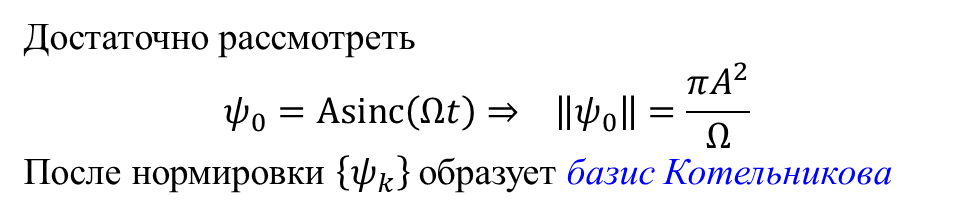 Достаточно рассмотреть
ψ₀ = Asinc(Ωt) ⇒ ‖ψ₀‖ = πA²/Ω
После нормировки {ψₖ} образует базис Котельникова